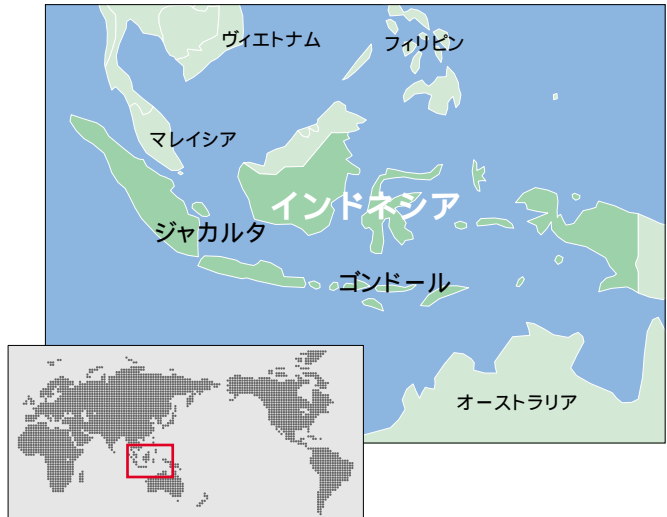 ヴィエトナム
フィリピン
マレイシア
インドネシア
ジャカルタ
ゴンドール
オーストラリア